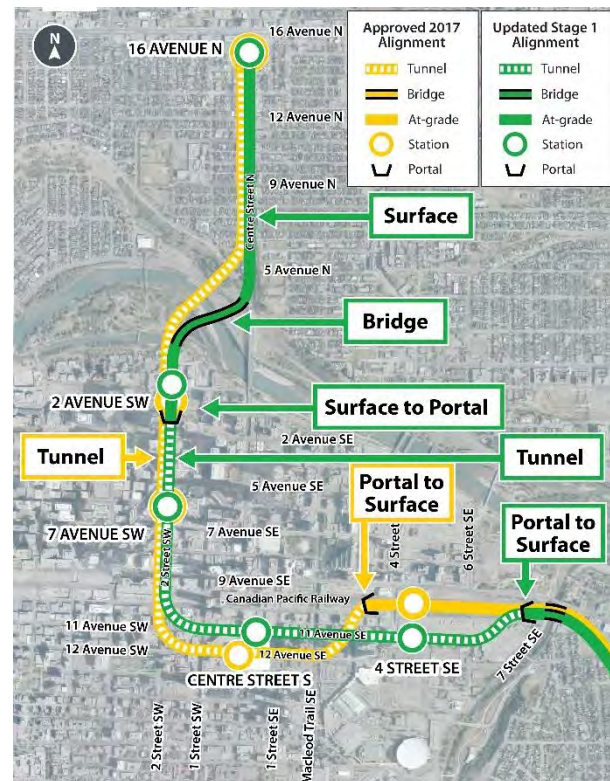 N
16 AVENUE N
16 Avenue N
Approved 2017
Alignment
Tunnel
Bridge
At-grade
Station
Portal
Updated Stage 1
Alignment
Tunnel
Bridge
At-grade
Station
Portal
12 Avenue N
9 Avenue N
Centre Street N
Surface
5 Avenue N
Bridge
2 AVENUE SW
Surface to Portal
2 Avenue SE
Tunnel
Tunnel
5 Avenue SE
Portal to
Surface
Portal to
Surface
7 AVENUE SW
7 Avenue SE
4 Street
6 Street SE
2 Street SW
9 Avenue SE
Canadian Pacific Railway
11 Avenue SW
11 Avenue SE
12 Avenue SW
12 Avenue SE
CENTRE STREET S
4 STREET SE
7 Street SE
2 Street SW
1 Street SW
1 Street SE
Macleod Trail SE